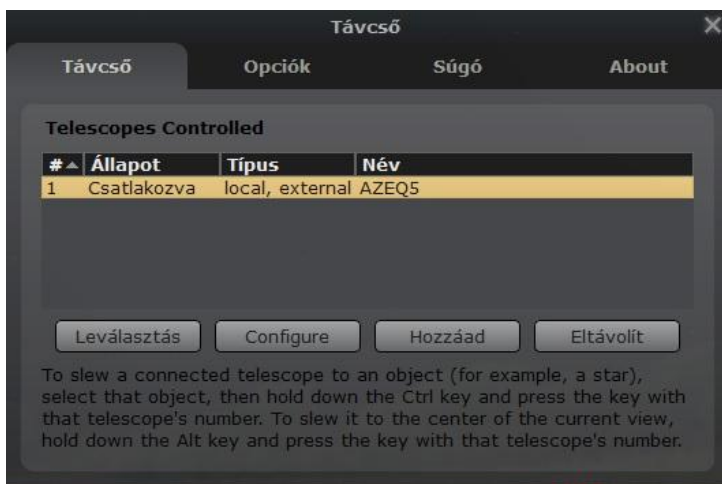 Távcső
Távcső Opciók Súgó About
Telescopes Controlled
# Állapot Típus Név
1 Csatlakozva local, external AZEQ5
Leválasztás Configure Hozzáad Eltávolít
To slew a connected telescope to an object (for example, a star),
select that object, then hold down the Ctrl key and press the key with
that telescope's number. To slew it to the center of the current view,
hold down the Alt key and press the key with that telescope's number.